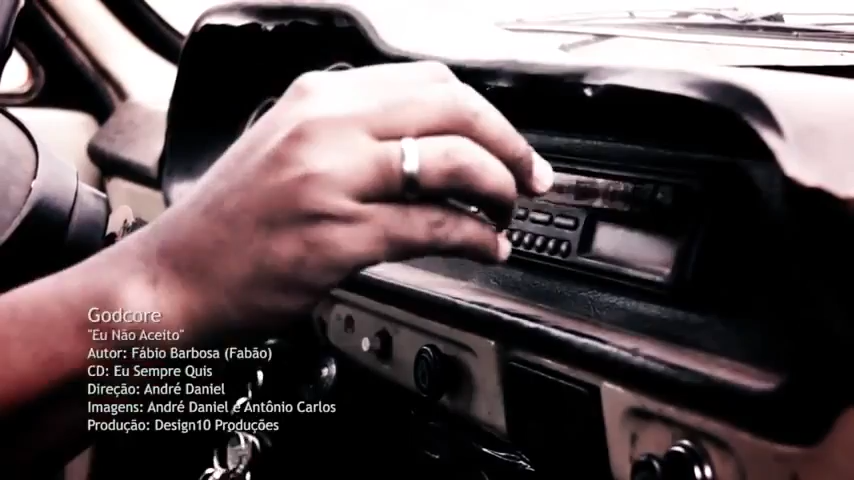 Godcore
"Eu Não Aceito"
Autor: Fábio Barbosa (Fabão)
CD: Eu Sempre Quis
Direção: André Daniel
Imagens: André Daniel e Antônio Carlos
Produção: Design10 Produções